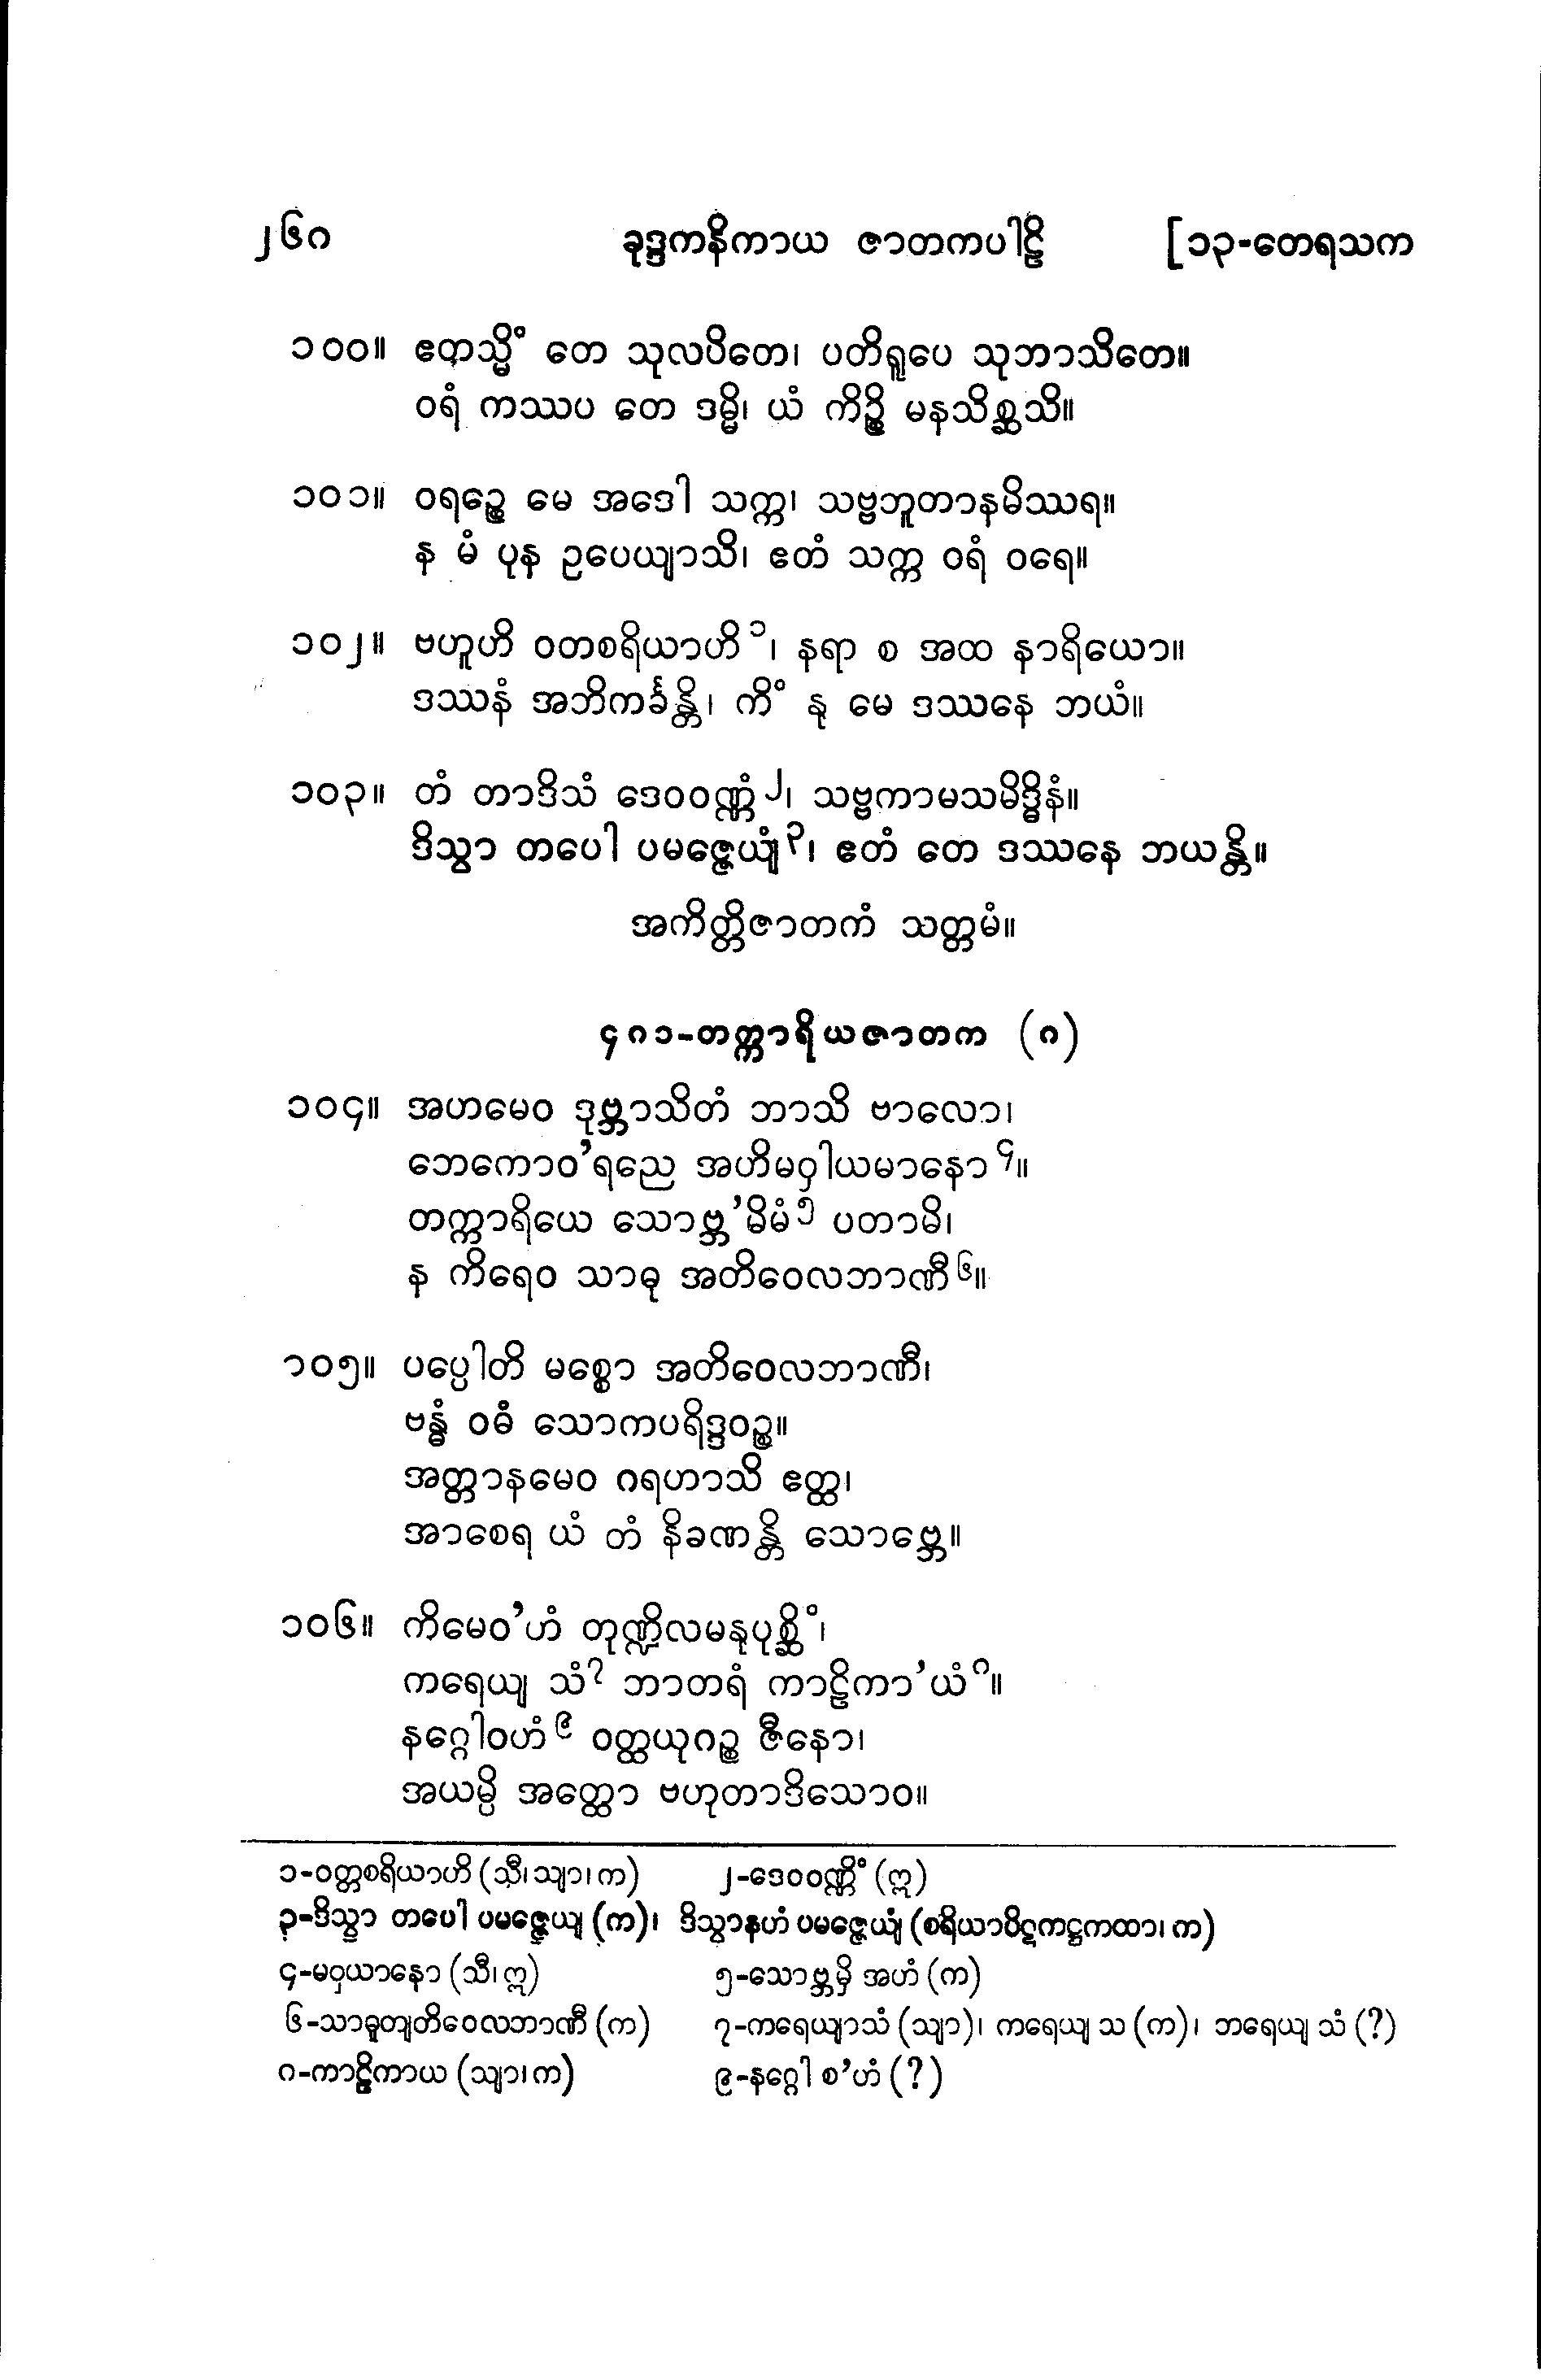 ၂၆၈ ခုဒ္ဒကနိကာယ ဇာတကပါဠိ [၁၃-တေရသက
၁၀၀။ ဧတသ္မိံ တေ သုလပိတေ၊ ပတိရူပေ သုဘာသိတေ။
ဝရံ ကဿပ တေ ဒမ္မိ၊ ယံ ကိဉ္စိ မနသိစ္ဆသိ။
၁၀၁။ ဝရဉ္စေ မေ အဒေါ သက္က၊ သဗ္ဗဘူတာနမိဿရ။
န မံ ပုန ဥပေယျာသိ၊ ဧတံ သက္က ဝရံ ဝရေ။
၁၀၂။ ဗဟူဟိ ဝတစရိယာဟိ ၁၊ နရာ စ အထ နာရိယော။
ဒဿနံ အဘိကင်္ခန္တိ၊ ကိံ နု မေ ဒဿနေ ဘယံ။
၁၀၃။ တံ တာဒိသံ ဒေဝဝဏ္ဏံ ၂၊ သဗ္ဗကာမသမိဒ္ဓိနံ။
ဒိသွာ တပေါ ပမဇ္ဇေယျံ ၃၊ ဧတံ တေ ဒဿနေ ဘယန္တိ။
အကိတ္တိဇာတကံ သတ္တမံ။
၄၈၁-တက္ကာရိယဇာတက (၈)
၁၀၄။ အဟမေဝ ဒုဗ္ဘာသိတံ ဘာသိ ဗာလော၊
ဘေကောဝ’ရညေ အဟိမဝှါယမာနော ၄။
တက္ကာရိယေ သောဗ္ဘ’မိမံ ၅ ပတာမိ၊
န ကိရေဝ သာဓု အတိဝေလဘာဏီ ၆။
၁၀၅။ ပပ္ပေါတိ မစ္စော အတိဝေလဘာဏီ၊
ဗန္ဓံ ဝဓံ သောကပရိဒ္ဒဝဉ္စ။
အတ္တာနမေဝ ဂရဟာသိ ဧတ္ထ၊
အာစေရ ယံ တံ နိခဏန္တိ သောဗ္ဘေ။
၁၀၆။ ကိမေဝ’ဟံ တုဏ္ဍိလမနုပုစ္ဆိံ၊
ကရေယျ သံ ၇ ဘာတရံ ကာဠိကာ’ယံ ၈။
နဂ္ဂေါဝဟံ ၉ ဝတ္ထယုဂဉ္စ ဇီနော၊
အယမ္ပိ အတ္ထော ဗဟုတာဒိသောဝ။
၁-ဝတ္တစရိယာဟိ (သီ၊ သျာ၊ က) ၂-ဒေဝဝဏ္ဏိံ (ဣ)
၃-ဒိသွာ တပေါ ပမဇ္ဇေယျ (က)၊ ဒိသွာနဟံ ပမဇ္ဇေယျံ (စရိယာပိဋကဋ္ဌကထာ၊ က)
၄-မဝှယာနော (သီ၊ ဣ) ၅-သောဗ္ဘမှိ အဟံ (က)
၆-သာဓူတျတိဝေလဘာဏီ (က) ၇-ကရေယျာသံ (သျာ)၊ ကရေယျ သ (က)၊ ဘရေယျ သံ (?)
၈-ကာဠိကာယ (သျာ၊ က) ၉-နဂ္ဂေါ စ’ဟံ (?)